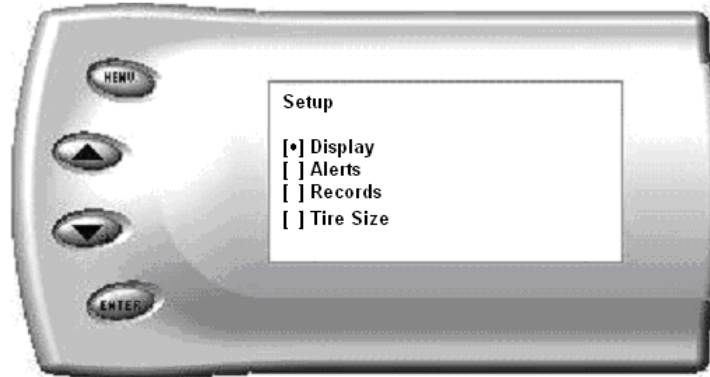 MENU
Setup
[•] Display
[ ] Alerts
[ ] Records
[ ] Tire Size
ENTER